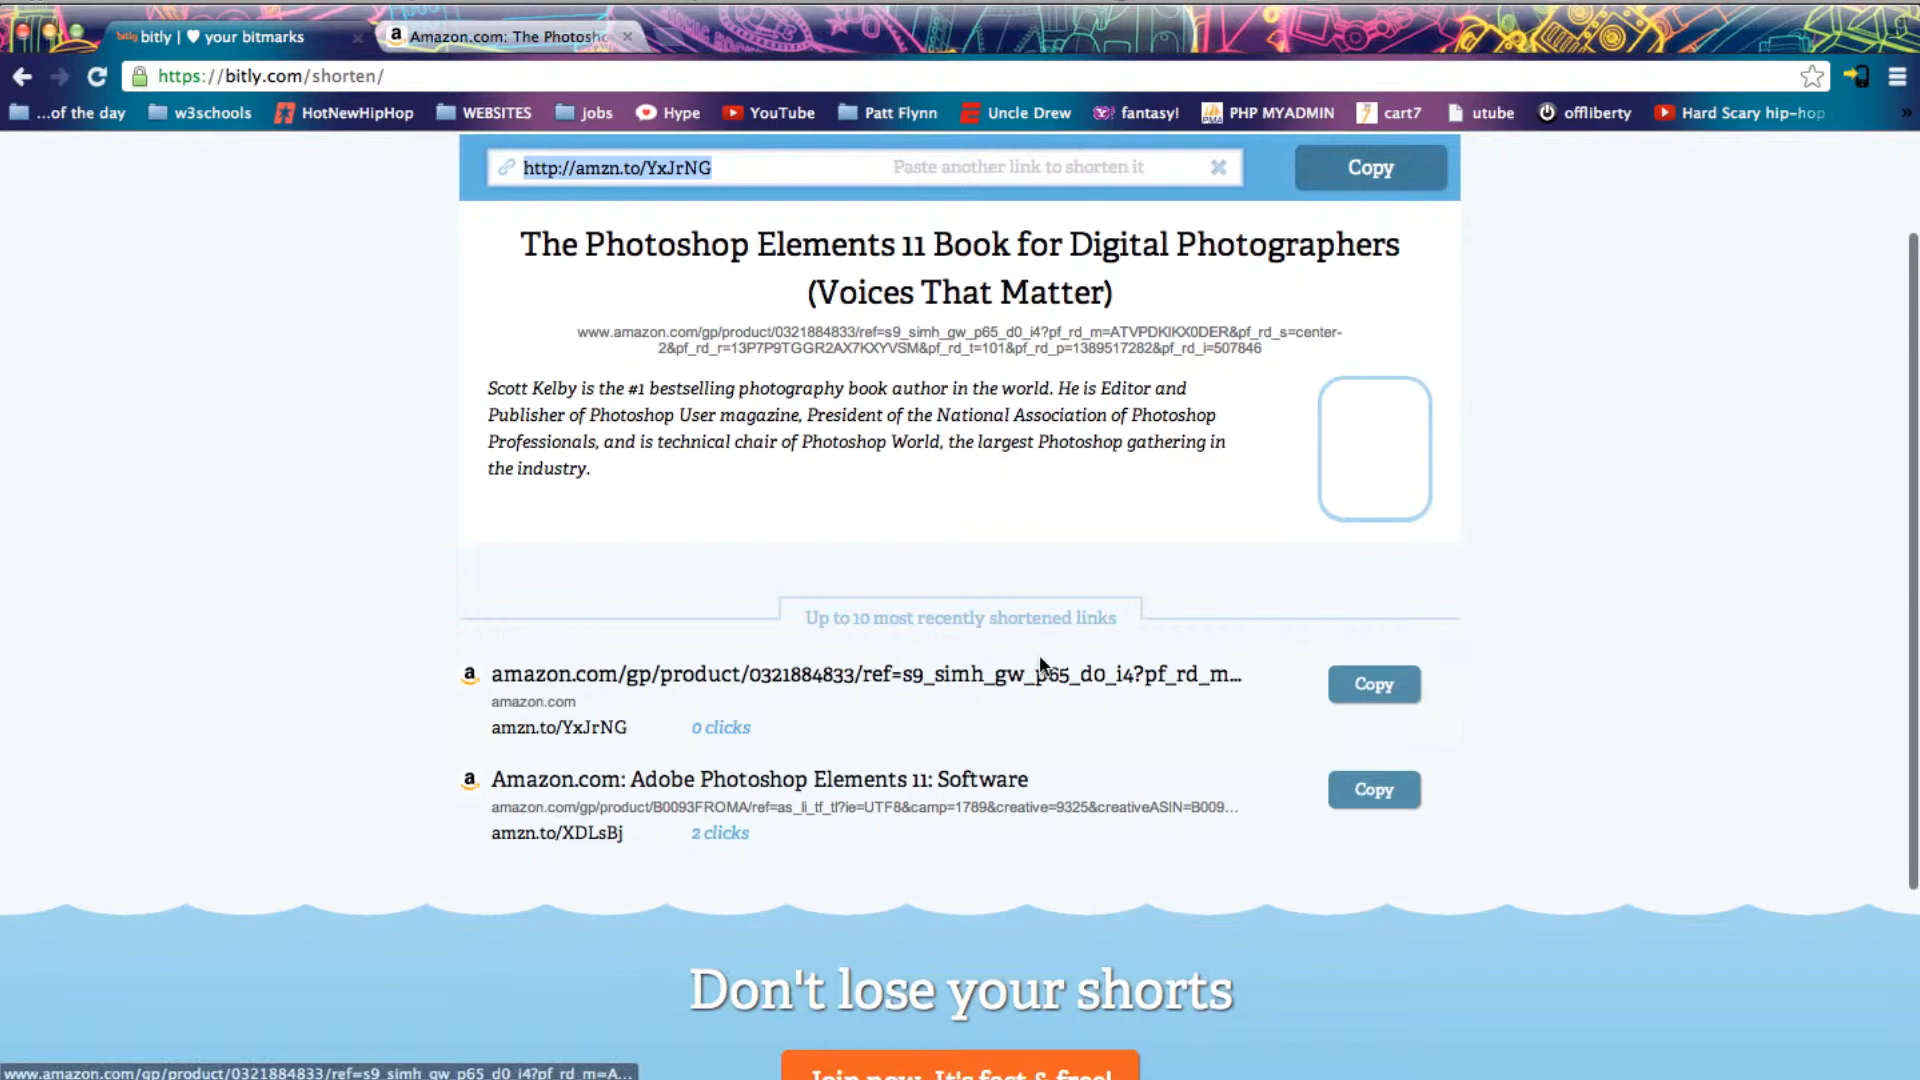 bitly | ♥ your bitmarks
Amazon.com: The Photosh
https://bitly.com/shorten/
...of the day w3schools HotNewHipHop WEBSITES jobs Hype YouTube Patt Flynn Uncle Drew fantasy! PHP MYADMIN cart7 utube offliberty Hard Scary hip-hop »
http://amzn.to/YxJrNG Paste another link to shorten it Copy
The Photoshop Elements 11 Book for Digital Photographers
(Voices That Matter)
www.amazon.com/gp/product/0321884833/ref=s9_simh_gw_p65_d0_i4?pf_rd_m=ATVPDKIKX0DER&pf_rd_s=center-
2&pf_rd_r=13P7P9TGGR2AX7KXYVSM&pf_rd_t=101&pf_rd_p=1389517282&pf_rd_i=507846
Scott Kelby is the #1 bestselling photography book author in the world. He is Editor and
Publisher of Photoshop User magazine, President of the National Association of Photoshop
Professionals, and is technical chair of Photoshop World, the largest Photoshop gathering in
the industry.
Up to 10 most recently shortened links
amazon.com/gp/product/0321884833/ref=s9_simh_gw_p65_d0_i4?pf_rd_m...
Copy
amazon.com
amzn.to/YxJrNG 0 clicks
Amazon.com: Adobe Photoshop Elements 11: Software
Copy
amazon.com/gp/product/B0093FROMA/ref=as_li_tf_tl?ie=UTF8&camp=1789&creative=9325&creativeASIN=B009...
amzn.to/XDLsBj 2 clicks
Don't lose your shorts
Join now. It's fast & free!
www.amazon.com/gp/product/0321884833/ref=s9_simh_gw_p65_d0_i4?pf_rd_m=A...